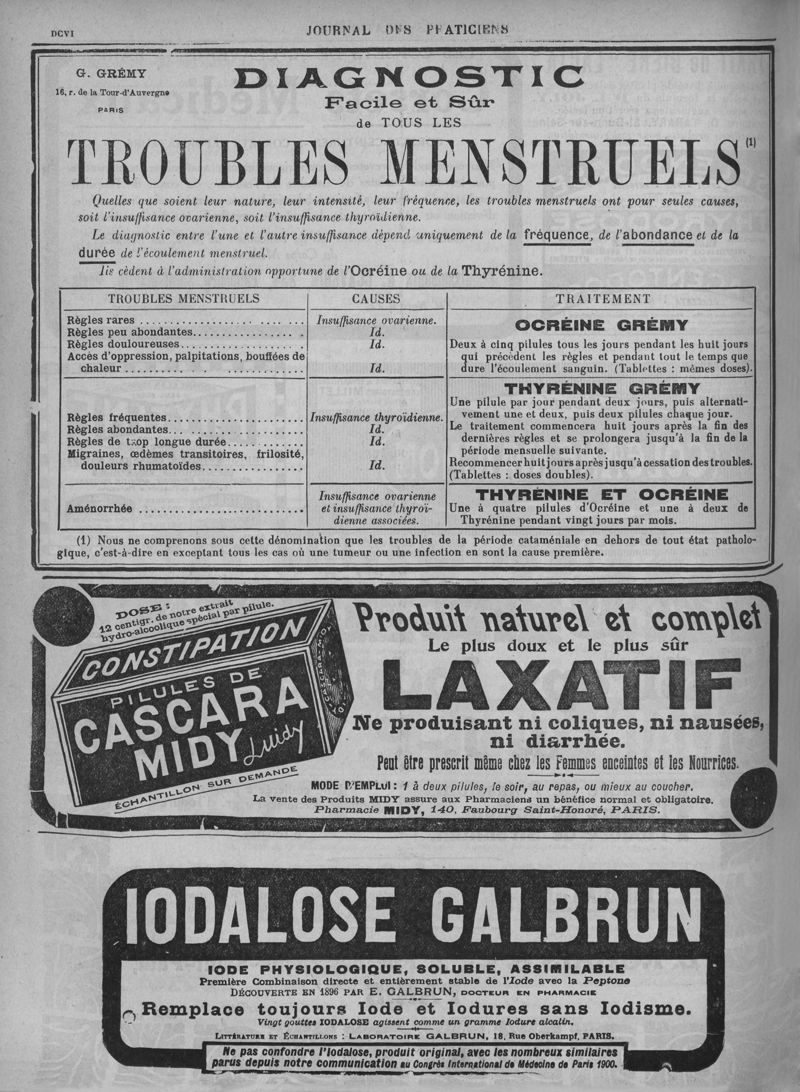 DCVI
JOURNAL DES PRATICIENS
G. GRÉMY
16, r. de la Tour-d'Auvergne
PARIS
DIAGNOSTIC
Facile et Sûr
de TOUS LES
TROUBLES MENSTRUELS (1)
Quelles que soient leur nature, leur intensité, leur fréquence, les troubles menstruels ont pour seules causes,
soit l'insuffisance ovarienne, soit l'insuffisance thyroïdienne.
Le diagnostic entre l'une et l'autre insuffisance dépend uniquement de la fréquence, de l'abondance et de la
durée de l'écoulement menstruel.
Ils cèdent à l'administration opportune de l'Ocréine ou de la Thyrénine.
TROUBLES MENSTRUELS
CAUSES
TRAITEMENT
Règles rares
Insuffisance ovarienne.
Règles peu abondantes
Id.
Règles douloureuses
Id.
Accès d'oppression, palpitations, bouffées de
chaleur
Id.
OCRÉINE GRÉMY
Deux à cinq pilules tous les jours pendant les huit jours
qui précèdent les règles et pendant tout le temps que
dure l'écoulement sanguin. (Tablettes : mêmes doses).
Règles fréquentes
Insuffisance thyroïdienne.
Règles abondantes
Id.
Règles de trop longue durée
Id.
Migraines, œdèmes transitoires, frilosité,
douleurs rhumatoïdes
Id.
THYRÉNINE GRÉMY
Une pilule par jour pendant deux jours, puis alternati-
vement une et deux, puis deux pilules chaque jour.
Le traitement commencera huit jours après la fin des
dernières règles et se prolongera jusqu'à la fin de la
période mensuelle suivante.
Recommencer huit jours après jusqu'à cessation des troubles.
(Tablettes : doses doubles).
Aménorrhée
Insuffisance ovarienne
et insuffisance thyroï-
dienne associées.
THYRÉNINE ET OCRÉINE
Une à quatre pilules d'Ocréine et une à deux de
Thyrénine pendant vingt jours par mois.
(1) Nous ne comprenons sous cette dénomination que les troubles de la période cataméniale en dehors de tout état patholo-
gique, c'est-à-dire en exceptant tous les cas où une tumeur ou une infection en sont la cause première.
DOSE :
12 centigr. de notre extrait
hydro-alcoolique spécial par pilule.
CONSTIPATION
PILULES DE
CASCARA
MIDY
Midy
ÉCHANTILLON SUR DEMANDE
Produit naturel et complet
Le plus doux et le plus sûr
LAXATIF
Ne produisant ni coliques, ni nausées,
ni diarrhée.
Peut être prescrit même chez les Femmes enceintes et les Nourrices.
MODE D'EMPLOI : 1 à deux pilules, le soir, au repas, ou mieux au coucher.
La vente des Produits MIDY assure aux Pharmaciens un bénéfice normal et obligatoire.
Pharmacie MIDY, 140, Faubourg Saint-Honoré, PARIS.
IODALOSE GALBRUN
IODE PHYSIOLOGIQUE, SOLUBLE, ASSIMILABLE
Première Combinaison directe et entièrement stable de l'Iode avec la Peptone
DÉCOUVERTE EN 1896 PAR E. GALBRUN, DOCTEUR EN PHARMACIE
Remplace toujours Iode et Iodures sans Iodisme.
Vingt gouttes IODALOSE agissent comme un gramme Iodure alcalin.
LITTÉRATURE ET ÉCHANTILLONS : LABORATOIRE GALBRUN, 18, Rue Oberkampf, PARIS.
Ne pas confondre l'Iodalose, produit original, avec les nombreux similaires
parus depuis notre communication au Congrès International de Médecine de Paris 1900.